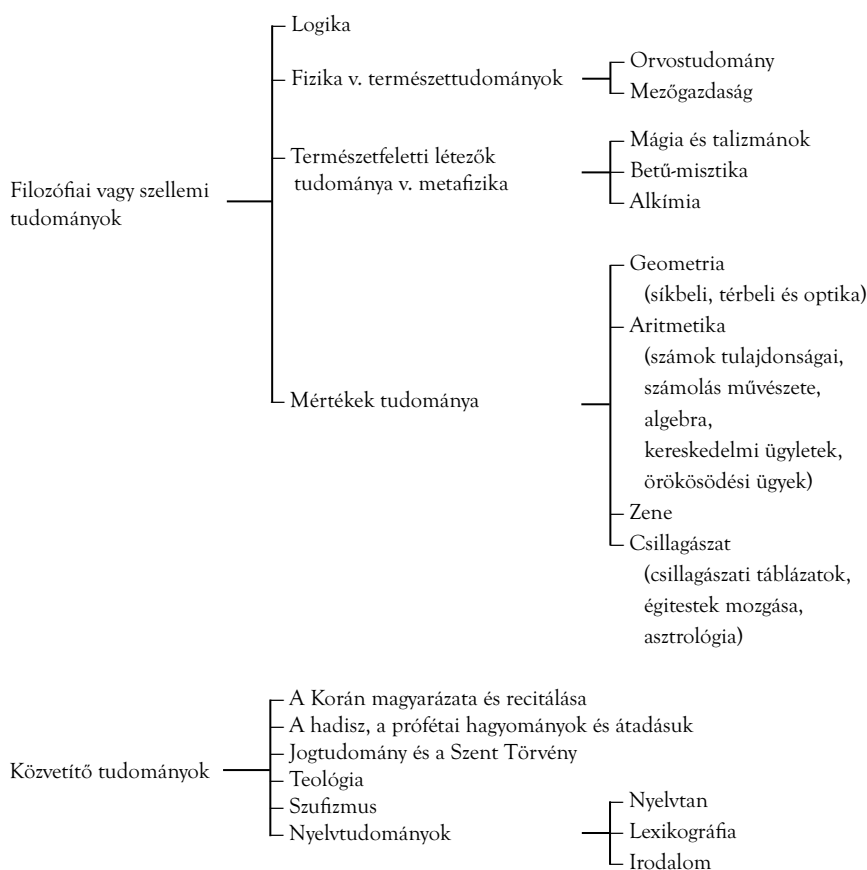 Filozófiai vagy szellemi
tudományok
Logika
Fizika v. természettudományok
Orvostudomány
Mezőgazdaság
Természetfeletti létezők
tudománya v. metafizika
Mágia és talizmánok
Betű-misztika
Alkímia
Mértékek tudománya
Geometria
(síkbeli, térbeli és optika)
Aritmetika
(számok tulajdonságai,
számolás művészete,
algebra,
kereskedelmi ügyletek,
örökösödési ügyek)
Zene
Csillagászat
(csillagászati táblázatok,
égitestek mozgása,
asztrológia)
Közvetítő tudományok
A Korán magyarázata és recitálása
A hadisz, a prófétai hagyományok és átadásuk
Jogtudomány és a Szent Törvény
Teológia
Szufizmus
Nyelvtudományok
Nyelvtan
Lexikográfia
Irodalom